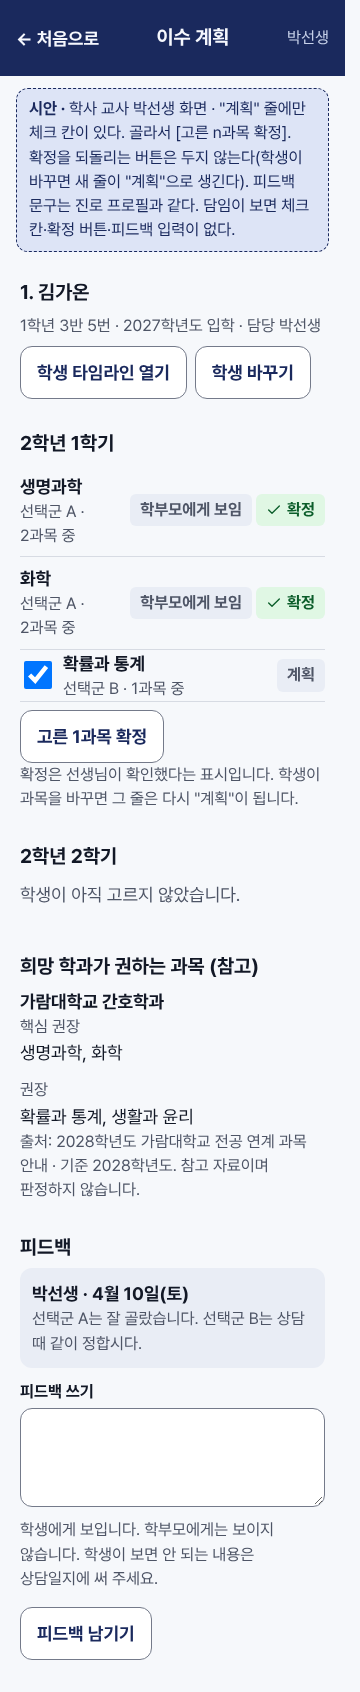 ← 처음으로
이수 계획
박선생
시안 · 학사 교사 박선생 화면 · "계획" 줄에만
체크 칸이 있다. 골라서 [고른 n과목 확정].
확정을 되돌리는 버튼은 두지 않는다(학생이
바꾸면 새 줄이 "계획"으로 생긴다). 피드백
문구는 진로 프로필과 같다. 담임이 보면 체크
칸·확정 버튼·피드백 입력이 없다.
1. 김가온
1학년 3반 5번 · 2027학년도 입학 · 담당 박선생
학생 타임라인 열기
학생 바꾸기
2학년 1학기
생명과학
선택군 A ·
2과목 중
학부모에게 보임
✓ 확정
화학
선택군 A ·
2과목 중
학부모에게 보임
✓ 확정
확률과 통계
선택군 B · 1과목 중
계획
고른 1과목 확정
확정은 선생님이 확인했다는 표시입니다. 학생이
과목을 바꾸면 그 줄은 다시 "계획"이 됩니다.
2학년 2학기
학생이 아직 고르지 않았습니다.
희망 학과가 권하는 과목 (참고)
가람대학교 간호학과
핵심 권장
생명과학, 화학
권장
확률과 통계, 생활과 윤리
출처: 2028학년도 가람대학교 전공 연계 과목
안내 · 기준 2028학년도. 참고 자료이며
판정하지 않습니다.
피드백
박선생 · 4월 10일(토)
선택군 A는 잘 골랐습니다. 선택군 B는 상담
때 같이 정합시다.
피드백 쓰기
학생에게 보입니다. 학부모에게는 보이지
않습니다. 학생이 보면 안 되는 내용은
상담일지에 써 주세요.
피드백 남기기